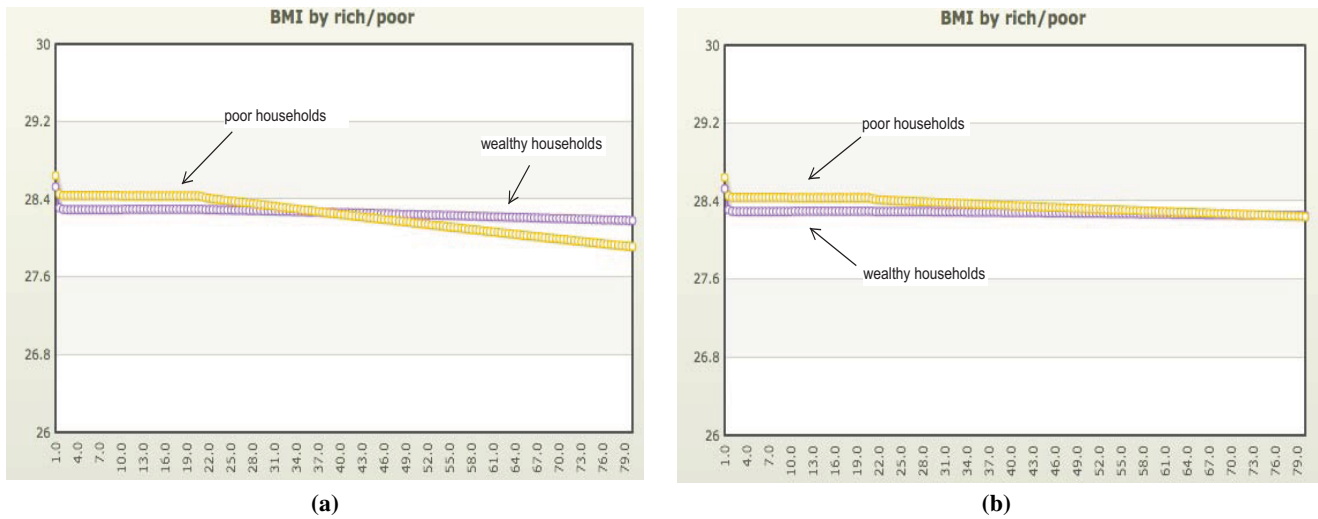 BMI by rich/poor
30
29.2
28.4
27.6
26.8
26
poor households
wealthy households
1.0 4.0 7.0 10.0 13.0 16.0 19.0 22.0 25.0 28.0 31.0 34.0 37.0 40.0 43.0 46.0 49.0 52.0 55.0 58.0 61.0 64.0 67.0 70.0 73.0 76.0 79.0
(a)
BMI by rich/poor
30
29.2
28.4
27.6
26.8
26
poor households
wealthy households
1.0 4.0 7.0 10.0 13.0 16.0 19.0 22.0 25.0 28.0 31.0 34.0 37.0 40.0 43.0 46.0 49.0 52.0 55.0 58.0 61.0 64.0 67.0 70.0 73.0 76.0 79.0
(b)